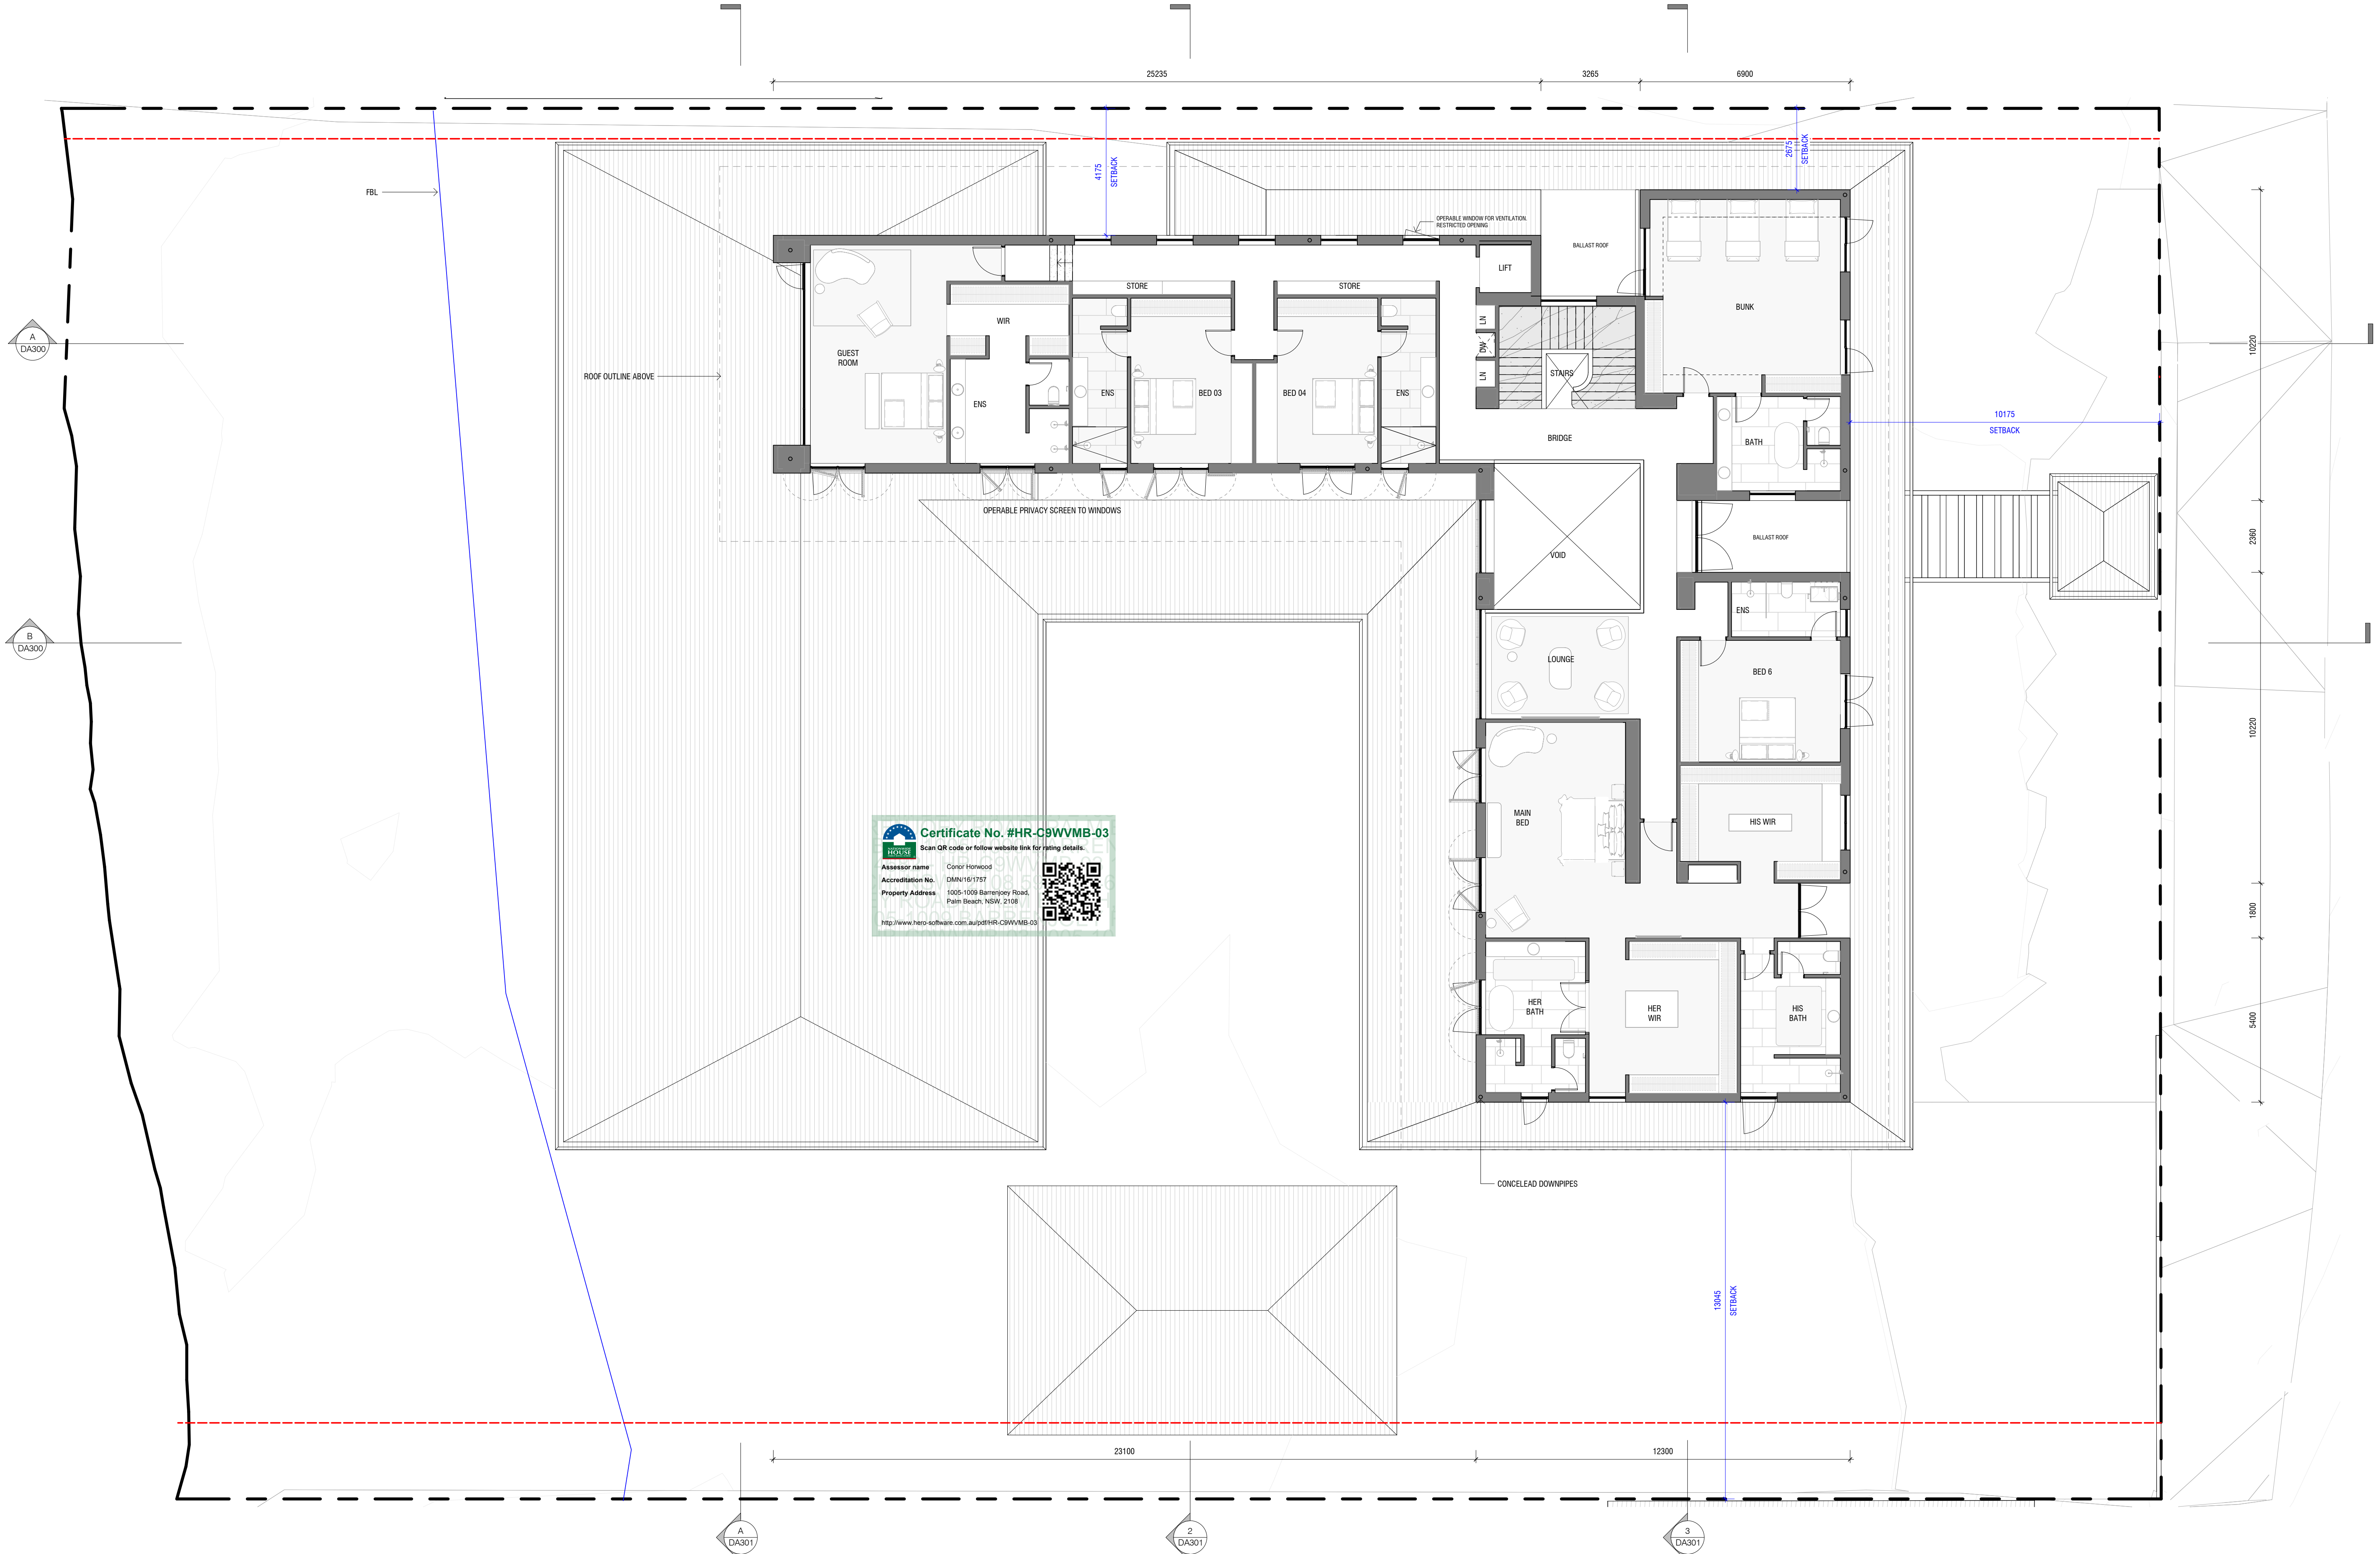 25235
3265
6900
4175
SETBACK
2675
SETBACK
FBL
OPERABLE WINDOW FOR VENTILATION.
RESTRICTED OPENING
BALLAST ROOF
LIFT
STORE
STORE
BUNK
WIR
LN
DW
LN
GUEST
ROOM
A
DA300
10220
ROOF OUTLINE ABOVE
STAIRS
ENS
ENS
BED 03
BED 04
ENS
10175
SETBACK
BRIDGE
BATH
OPERABLE PRIVACY SCREEN TO WINDOWS
BALLAST ROOF
2360
VOID
ENS
B
DA300
LOUNGE
BED 6
10220
MAIN
BED
HIS WIR
Certificate No. #HR-C9WVMB-03
Scan QR code or follow website link for rating details.
NATIONWIDE
HOUSE
Assessor name Conor Horwood
Accreditation No. DMN/16/1757
Property Address 1005-1009 Barrenjoey Road,
Palm Beach, NSW, 2108
http://www.hero-software.com.au/pdf/HR-C9WVMB-03
1800
HER
BATH
HER
WIR
HIS
BATH
5400
CONCELEAD DOWNPIPES
13045
SETBACK
23100
12300
A
DA301
2
DA301
3
DA301